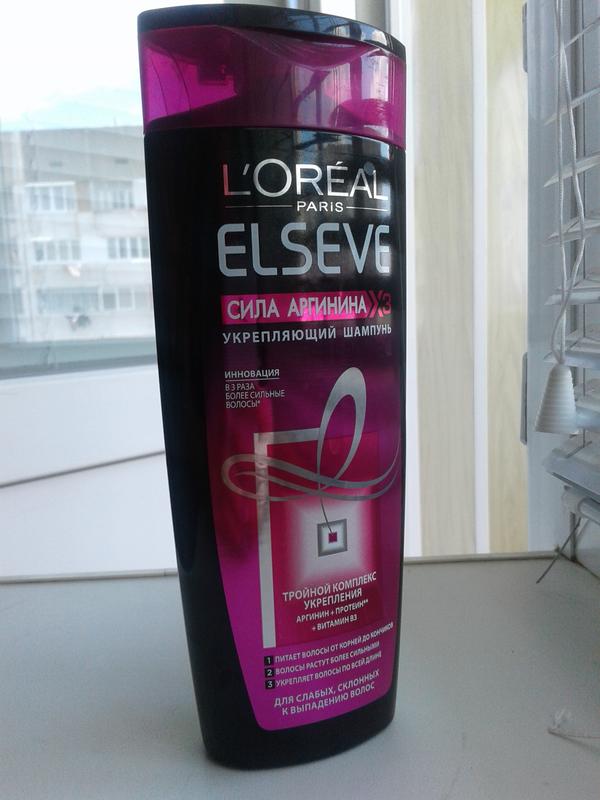 L'ORÉAL
PARIS
ELSEVE
СИЛА АРГИНИНА X3
УКРЕПЛЯЮЩИЙ ШАМПУНЬ
ИННОВАЦИЯ
В 3 РАЗА
БОЛЕЕ СИЛЬНЫЕ
ВОЛОСЫ*
ТРОЙНОЙ КОМПЛЕКС
УКРЕПЛЕНИЯ
АРГИНИН + ПРОТЕИН**
+ ВИТАМИН B3
1 ПИТАЕТ ВОЛОСЫ ОТ КОРНЕЙ ДО КОНЧИКОВ
2 ВОЛОСЫ РАСТУТ БОЛЕЕ СИЛЬНЫМИ
3 УКРЕПЛЯЕТ ВОЛОСЫ ПО ВСЕЙ ДЛИНЕ
ДЛЯ СЛАБЫХ, СКЛОННЫХ
К ВЫПАДЕНИЮ ВОЛОС